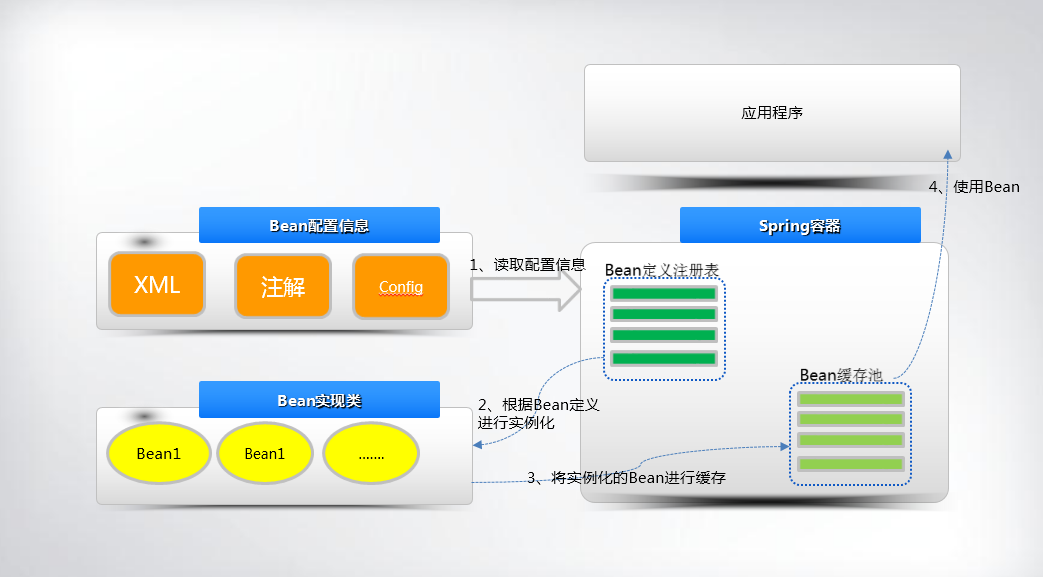 应用程序
4、使用Bean
Bean配置信息
XML
注解
Config
1、读取配置信息
Spring容器
Bean定义注册表
Bean缓存池
Bean实现类
Bean1
Bean1
.......
2、根据Bean定义
进行实例化
3、将实例化的Bean进行缓存